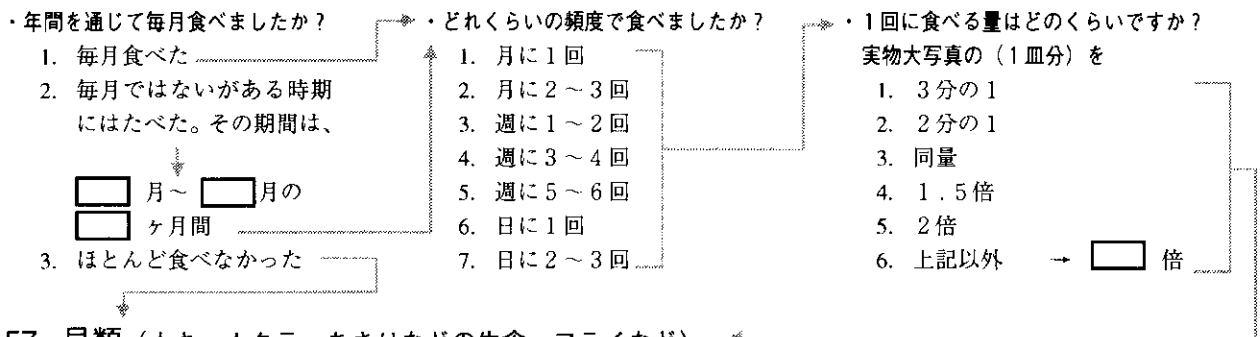 ・年間を通じて毎月食べましたか？
1. 毎月食べた
2. 毎月ではないがある時期
にはたべた。その期間は、
月～ 月の
ヶ月間
3. ほとんど食べなかった
・どれくらいの頻度で食べましたか？
1. 月に1回
2. 月に2～3回
3. 週に1～2回
4. 週に3～4回
5. 週に5～6回
6. 日に1回
7. 日に2～3回
・1回に食べる量はどのくらいですか？
実物大写真の（1皿分）を
1. 3分の1
2. 2分の1
3. 同量
4. 1.5倍
5. 2倍
6. 上記以外 → 倍